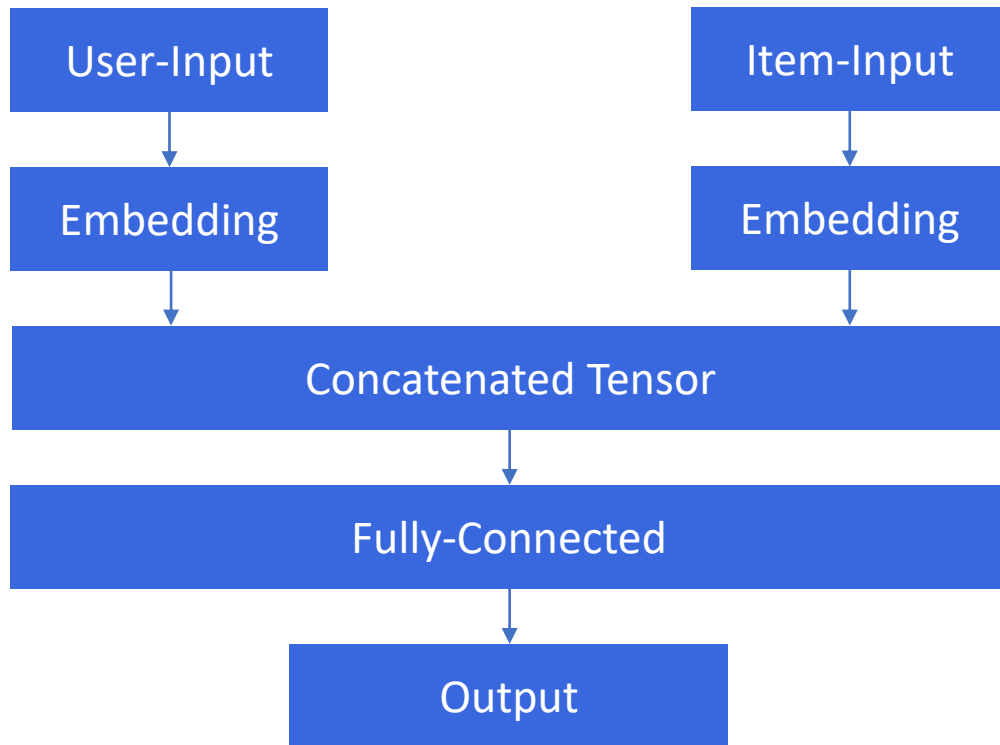 User-Input
Item-Input
Embedding
Embedding
Concatenated Tensor
Fully-Connected
Output